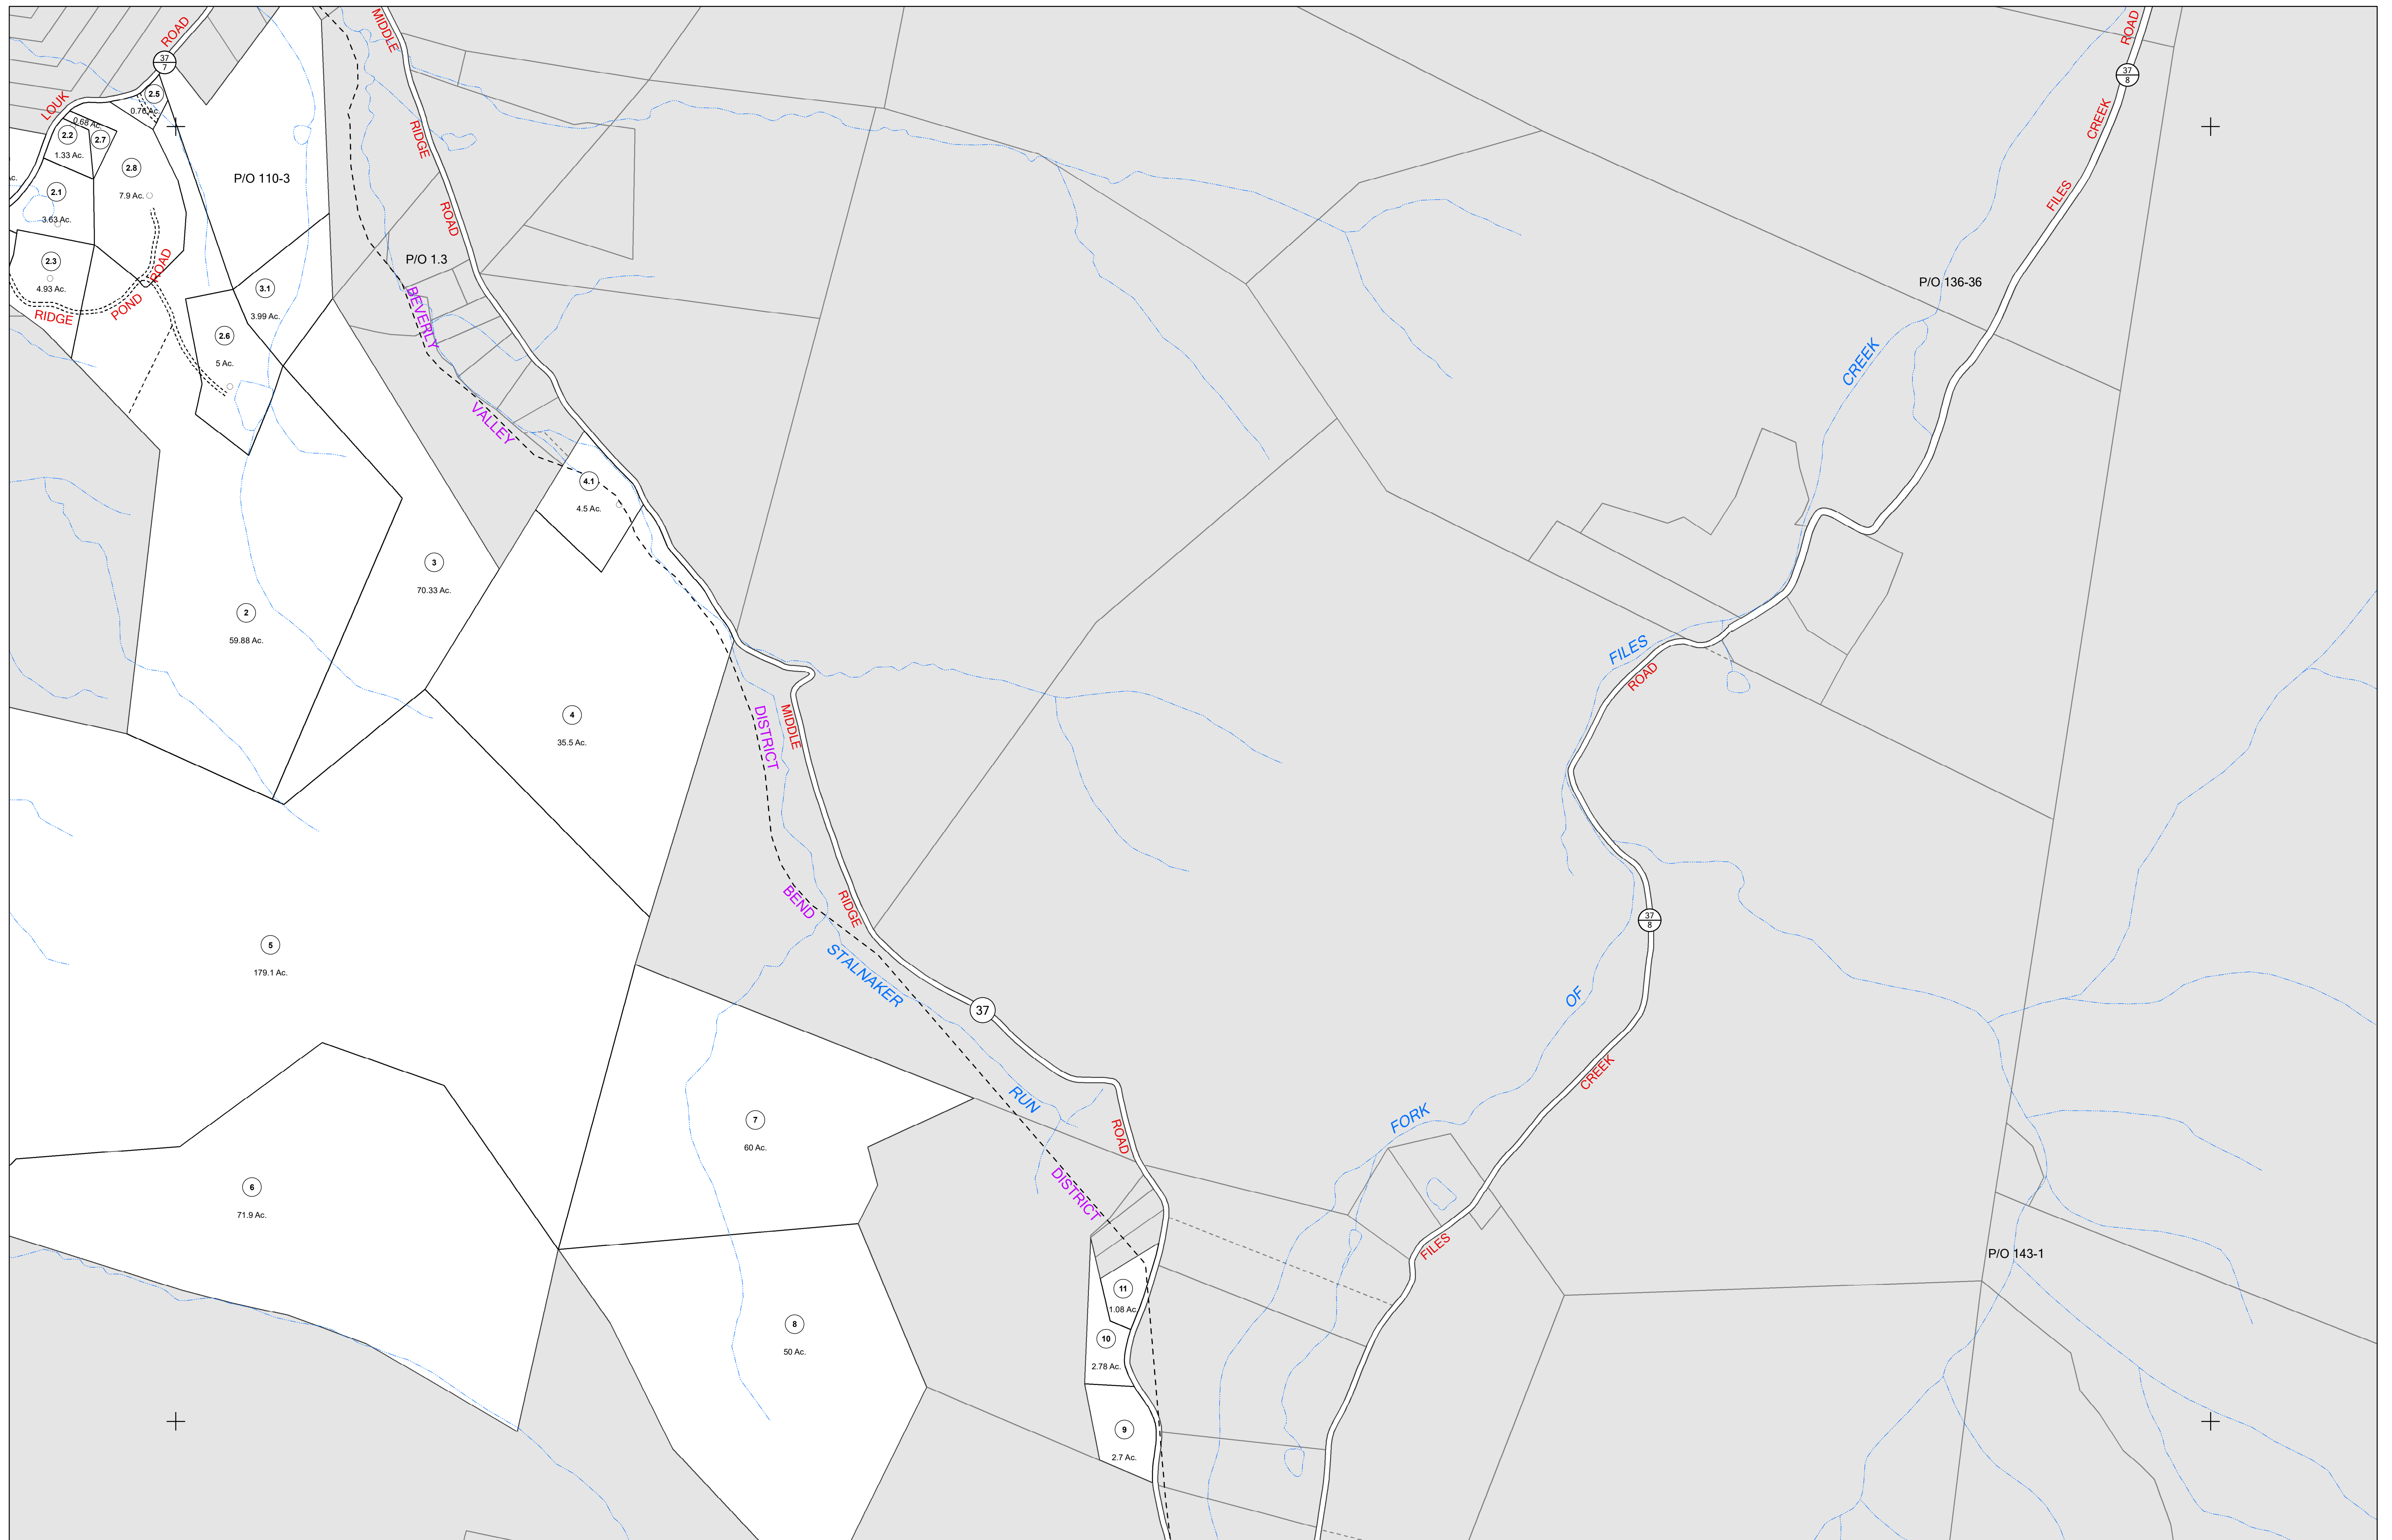 ROAD
37
7
LOUK
2.5
0.76 Ac.
0.68 Ac.
2.2
2.7
1.33 Ac.
2.8
7.9 Ac.
Ac.
2.1
3.63 Ac.
2.3
4.93 Ac.
RIDGE
POND
ROAD
P/O 110-3
3.1
3.99 Ac.
2.6
5 Ac.
MIDDLE
RIDGE
ROAD
P/O 1.3
BEVERLY
VALLEY
4.1
4.5 Ac.
3
70.33 Ac.
2
59.88 Ac.
4
35.5 Ac.
DISTRICT
MIDDLE
BEND
RIDGE
5
179.1 Ac.
STALNAKER
37
RUN
ROAD
DISTRICT
7
60 Ac.
6
71.9 Ac.
8
50 Ac.
11
1.08 Ac.
10
2.78 Ac.
9
2.7 Ac.
ROAD
37
8
CREEK
FILES
P/O 136-36
CREEK
FILES
ROAD
37
8
OF
CREEK
FORK
FILES
P/O 143-1